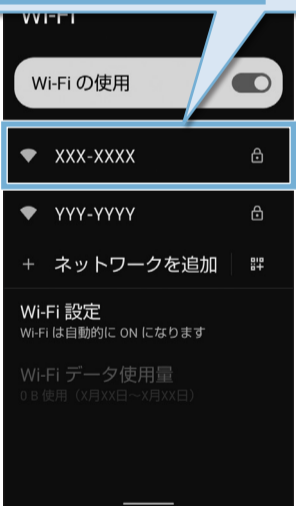 Wi-Fi
Wi-Fi の使用
XXX-XXXX
YYY-YYYY
+ ネットワークを追加
Wi-Fi 設定
Wi-Fi は自動的に ON になります
Wi-Fi データ使用量
0 B 使用（X月XX日～X月XX日）